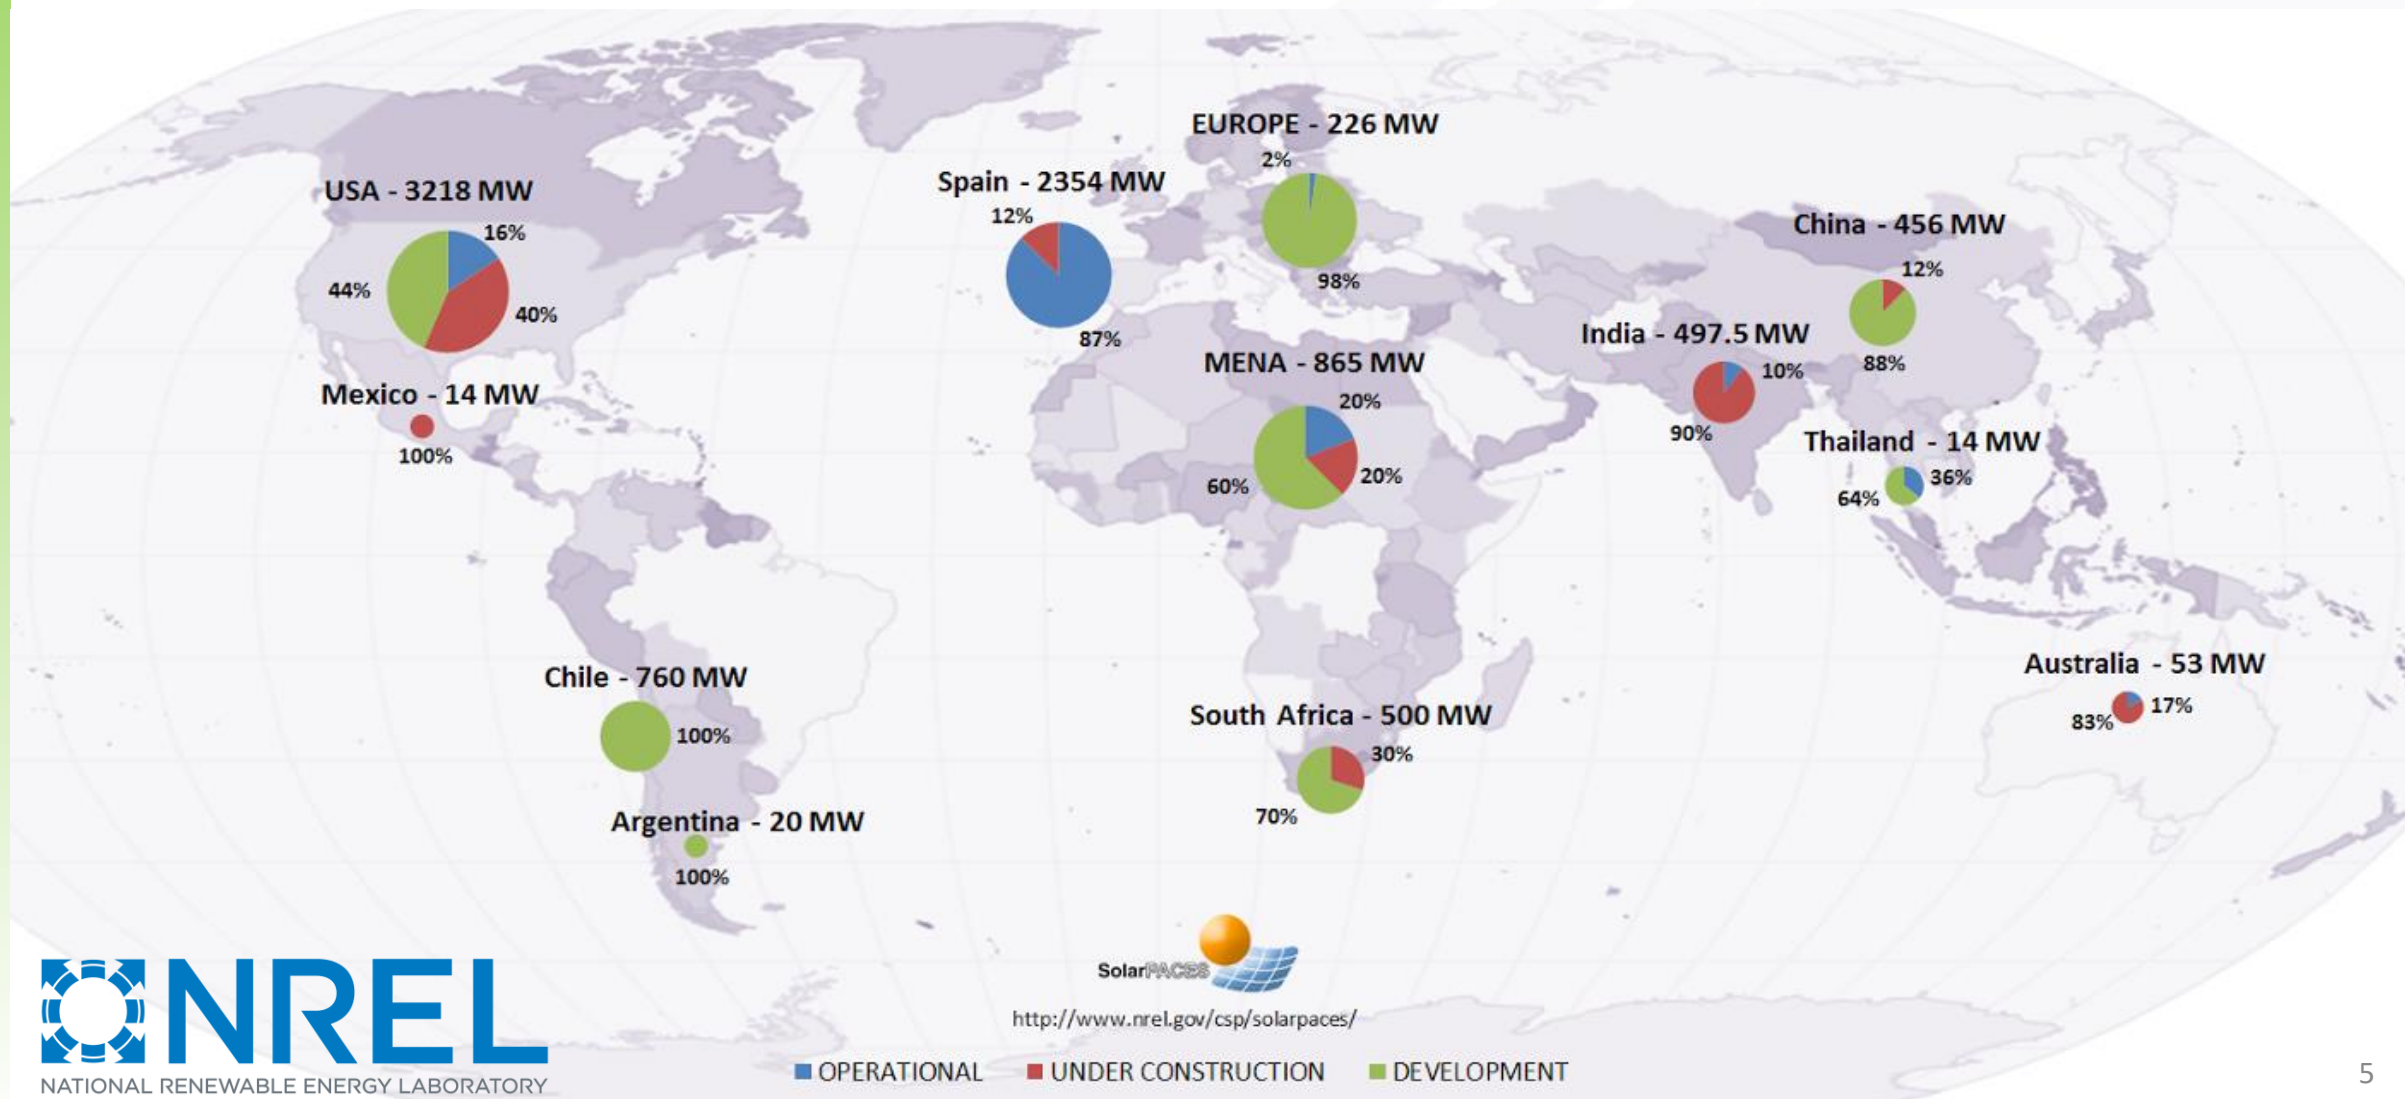 EUROPE - 226 MW
2%
98%
USA - 3218 MW
16%
44%
40%
Spain - 2354 MW
12%
87%
China - 456 MW
12%
88%
India - 497.5 MW
10%
90%
MENA - 865 MW
20%
20%
60%
Mexico - 14 MW
100%
Thailand - 14 MW
36%
64%
Chile - 760 MW
100%
Australia - 53 MW
17%
83%
South Africa - 500 MW
30%
70%
Argentina - 20 MW
100%
SolarPACES
http://www.nrel.gov/csp/solarpaces/
NREL
NATIONAL RENEWABLE ENERGY LABORATORY
OPERATIONAL UNDER CONSTRUCTION DEVELOPMENT
5